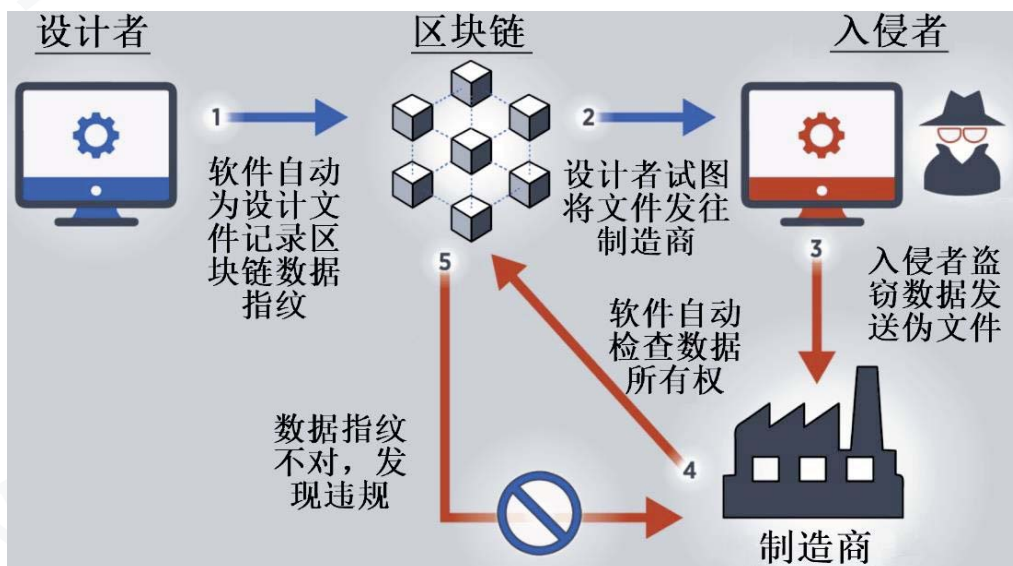 设计者
区块链
入侵者
1
软件自动
为设计文
件记录区
块链数据
指纹
2
设计者试图
将文件发往
制造商
3
入侵者盗
窃数据发
送伪文件
4
软件自动
检查数据
所有权
5
数据指纹
不对，发
现违规
制造商